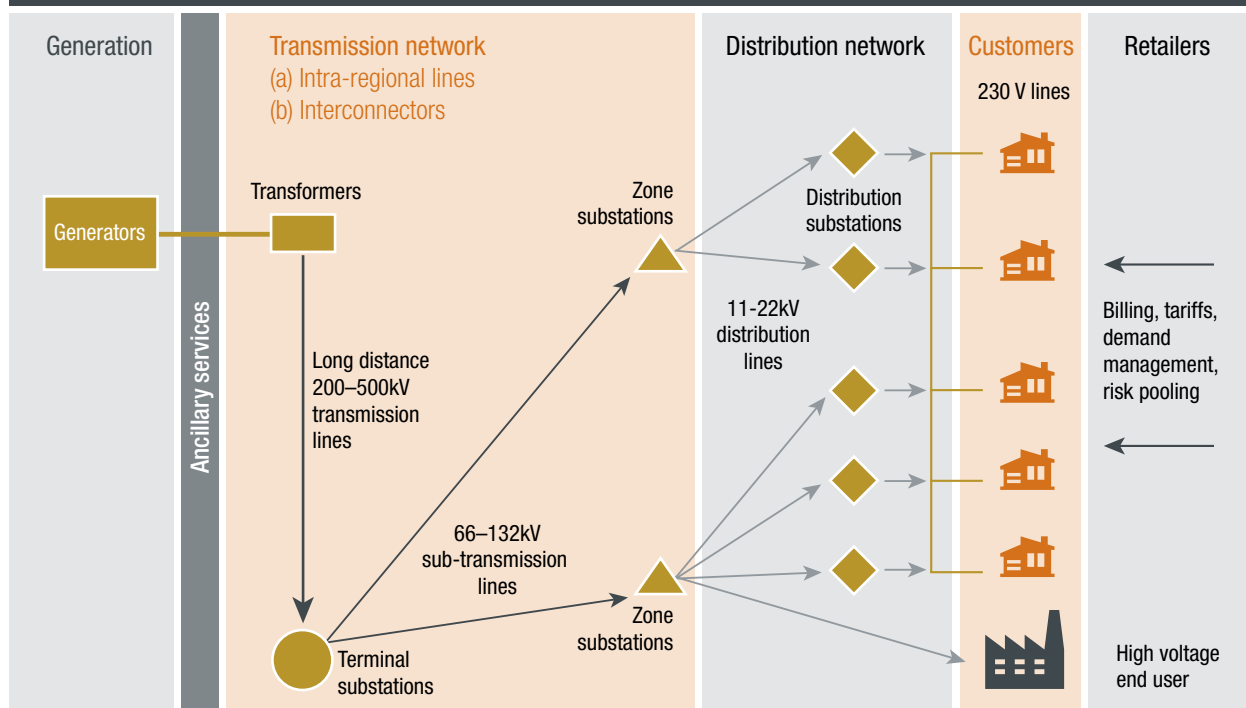 Generation
Ancillary services
Transmission network
(a) Intra-regional lines
(b) Interconnectors
Distribution network
Customers
Retailers
230 V lines
Generators
Transformers
Zone
substations
Distribution
substations
Long distance
200–500kV
transmission
lines
11-22kV
distribution
lines
Billing, tariffs,
demand
management,
risk pooling
66–132kV
sub-transmission
lines
Terminal
substations
Zone
substations
High voltage
end user